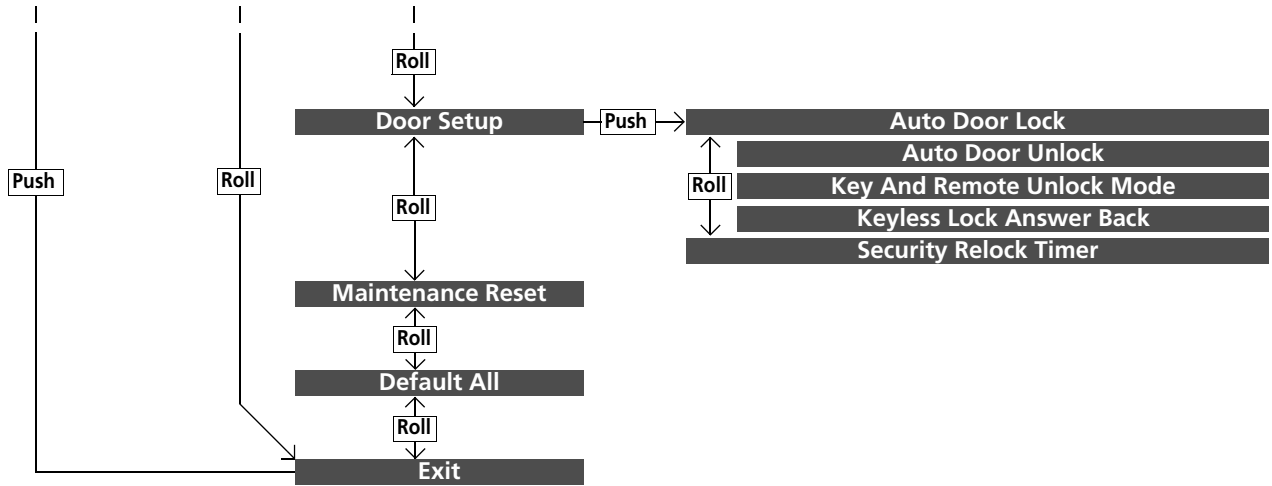 Roll
Door Setup
Push
Auto Door Lock
Auto Door Unlock
Push
Roll
Roll
Roll
Key And Remote Unlock Mode
Keyless Lock Answer Back
Security Relock Timer
Maintenance Reset
Roll
Default All
Roll
Exit